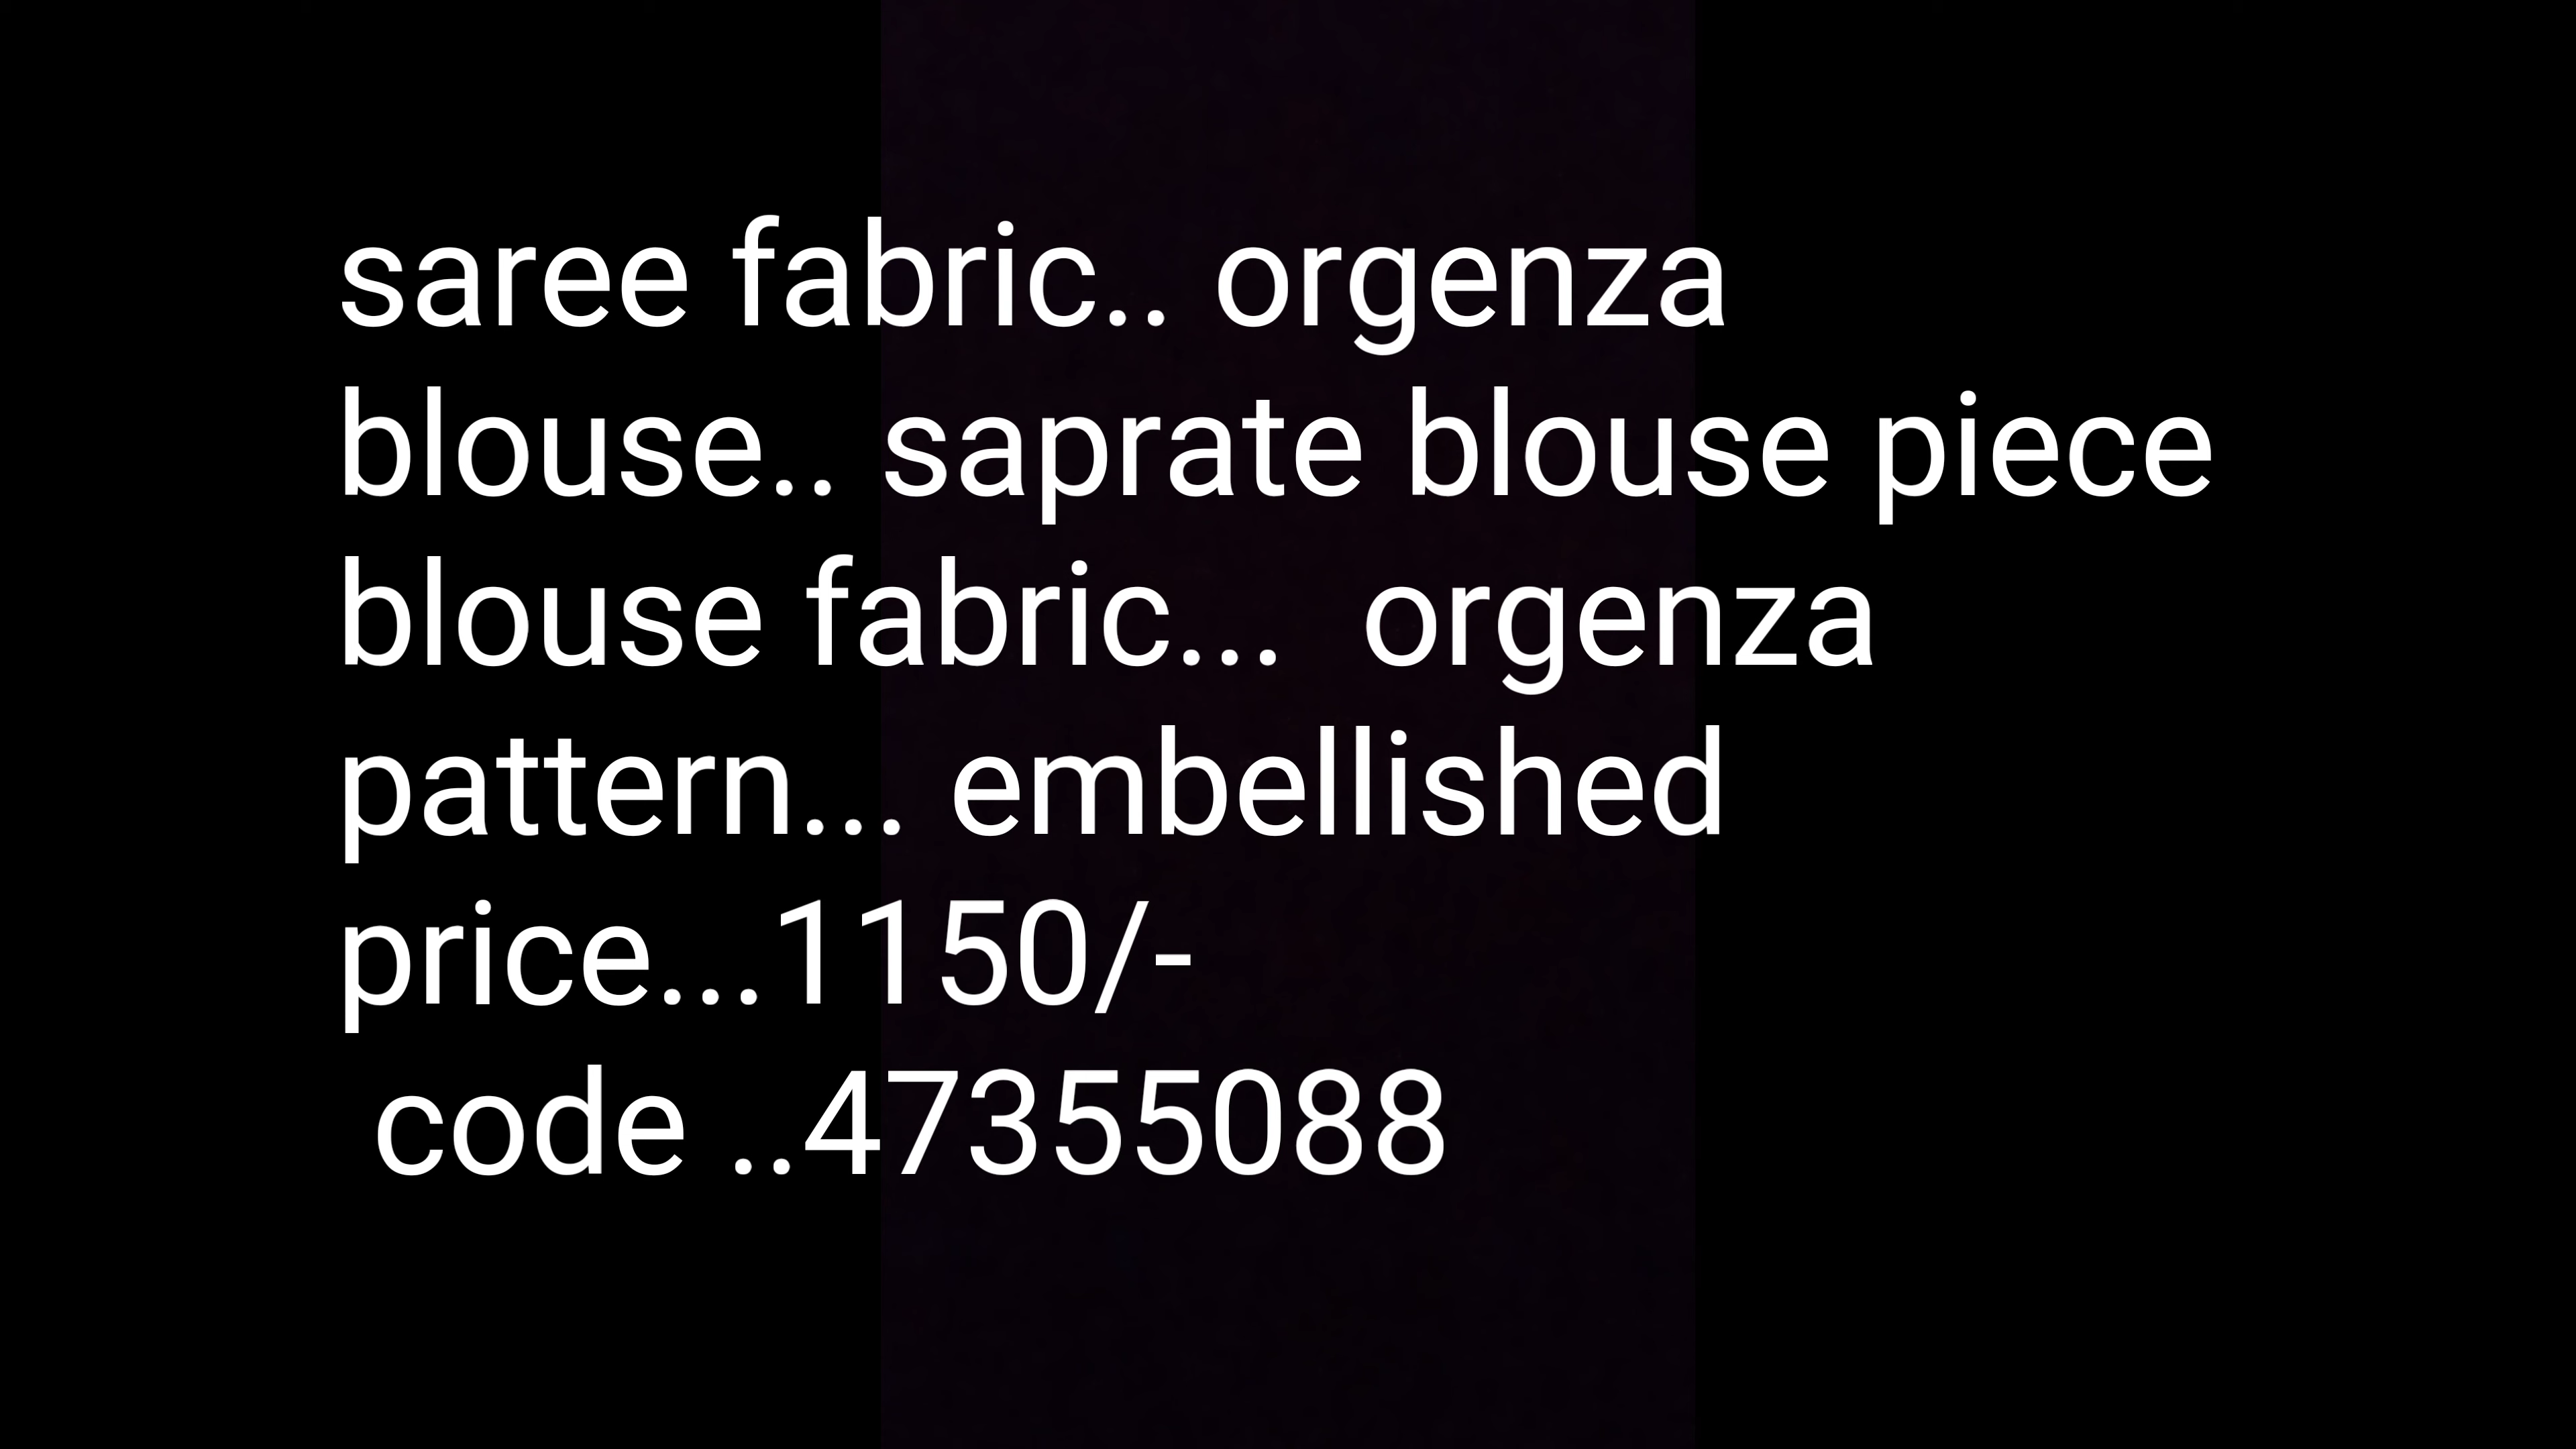 saree fabric.. orgenza
blouse.. saprate blouse piece
blouse fabric...  orgenza
pattern... embellished
price...1150/-
code ..47355088